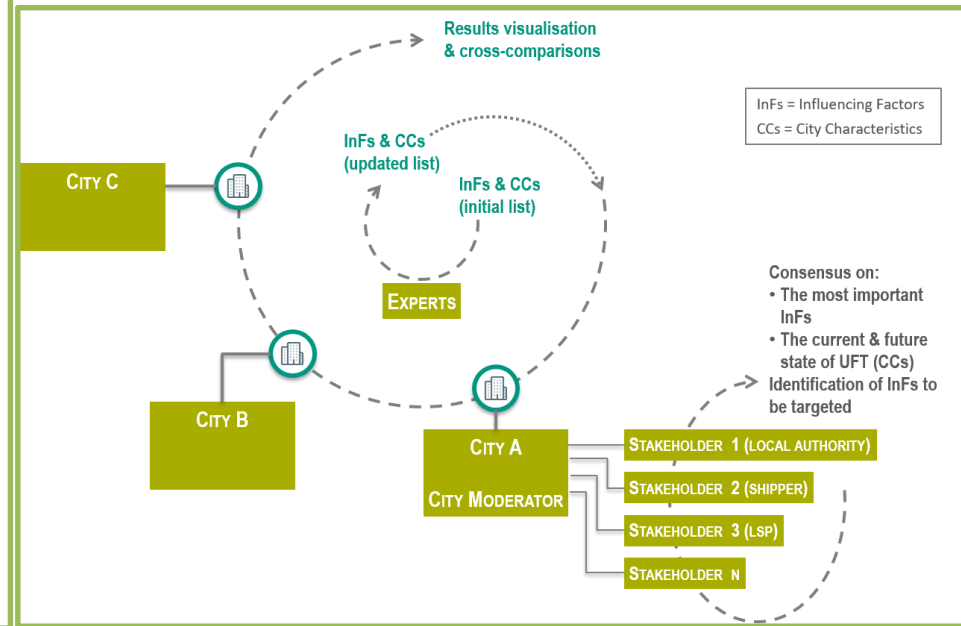 Results visualisation
& cross-comparisons
InFs = Influencing Factors
CCs = City Characteristics
InFs & CCs
(updated list)
InFs & CCs
(initial list)
City C
Experts
Consensus on:
• The most important
InFs
• The current & future
state of UFT (CCs)
Identification of InFs to
be targeted
City B
City A
City Moderator
Stakeholder 1 (local authority)
Stakeholder 2 (shipper)
Stakeholder 3 (LSP)
Stakeholder n